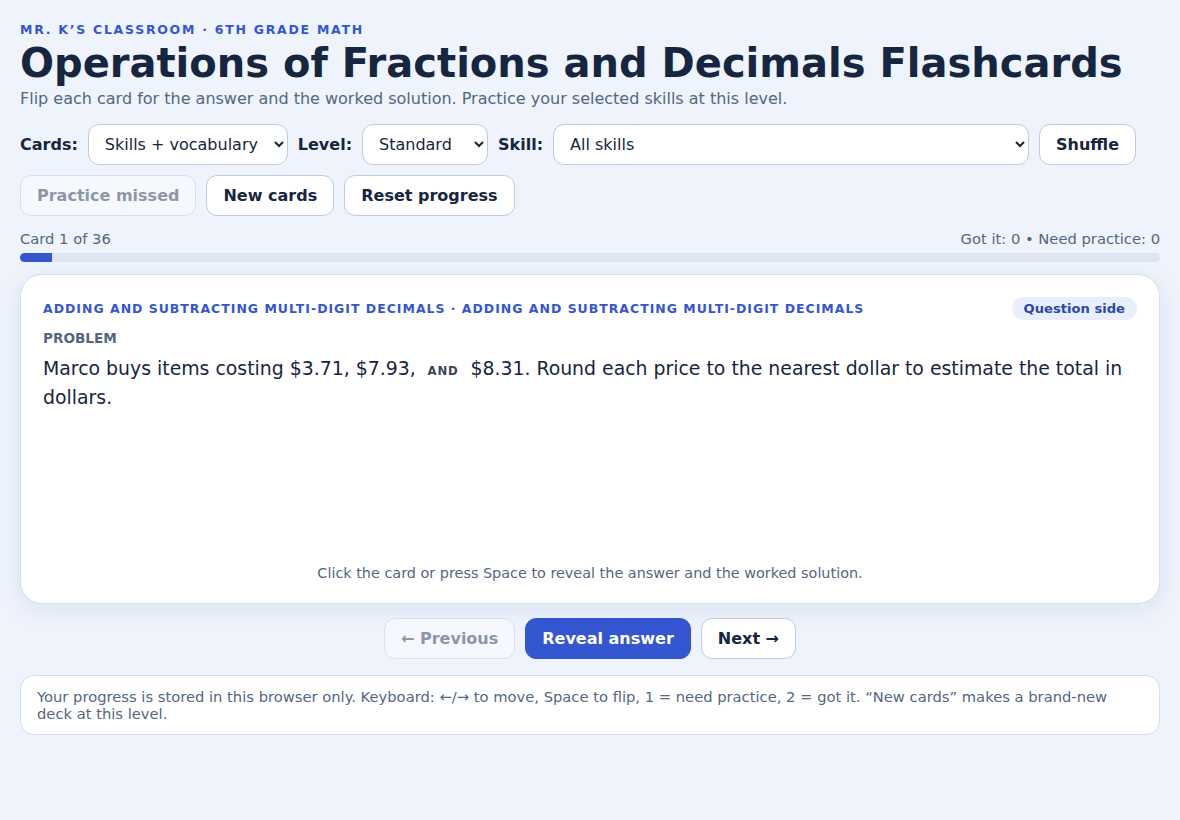 MR. K’S CLASSROOM · 6TH GRADE MATH
Operations of Fractions and Decimals Flashcards
Flip each card for the answer and the worked solution. Practice your selected skills at this level.
Cards: Skills + vocabulary Level: Standard Skill: All skills Shuffle
Practice missed New cards Reset progress
Card 1 of 36 Got it: 0 • Need practice: 0
ADDING AND SUBTRACTING MULTI-DIGIT DECIMALS · ADDING AND SUBTRACTING MULTI-DIGIT DECIMALS Question side
PROBLEM
Marco buys items costing $3.71, $7.93, AND $8.31. Round each price to the nearest dollar to estimate the total in
dollars.
Click the card or press Space to reveal the answer and the worked solution.
← Previous Reveal answer Next →
Your progress is stored in this browser only. Keyboard: ←/→ to move, Space to flip, 1 = need practice, 2 = got it. “New cards” makes a brand-new
deck at this level.